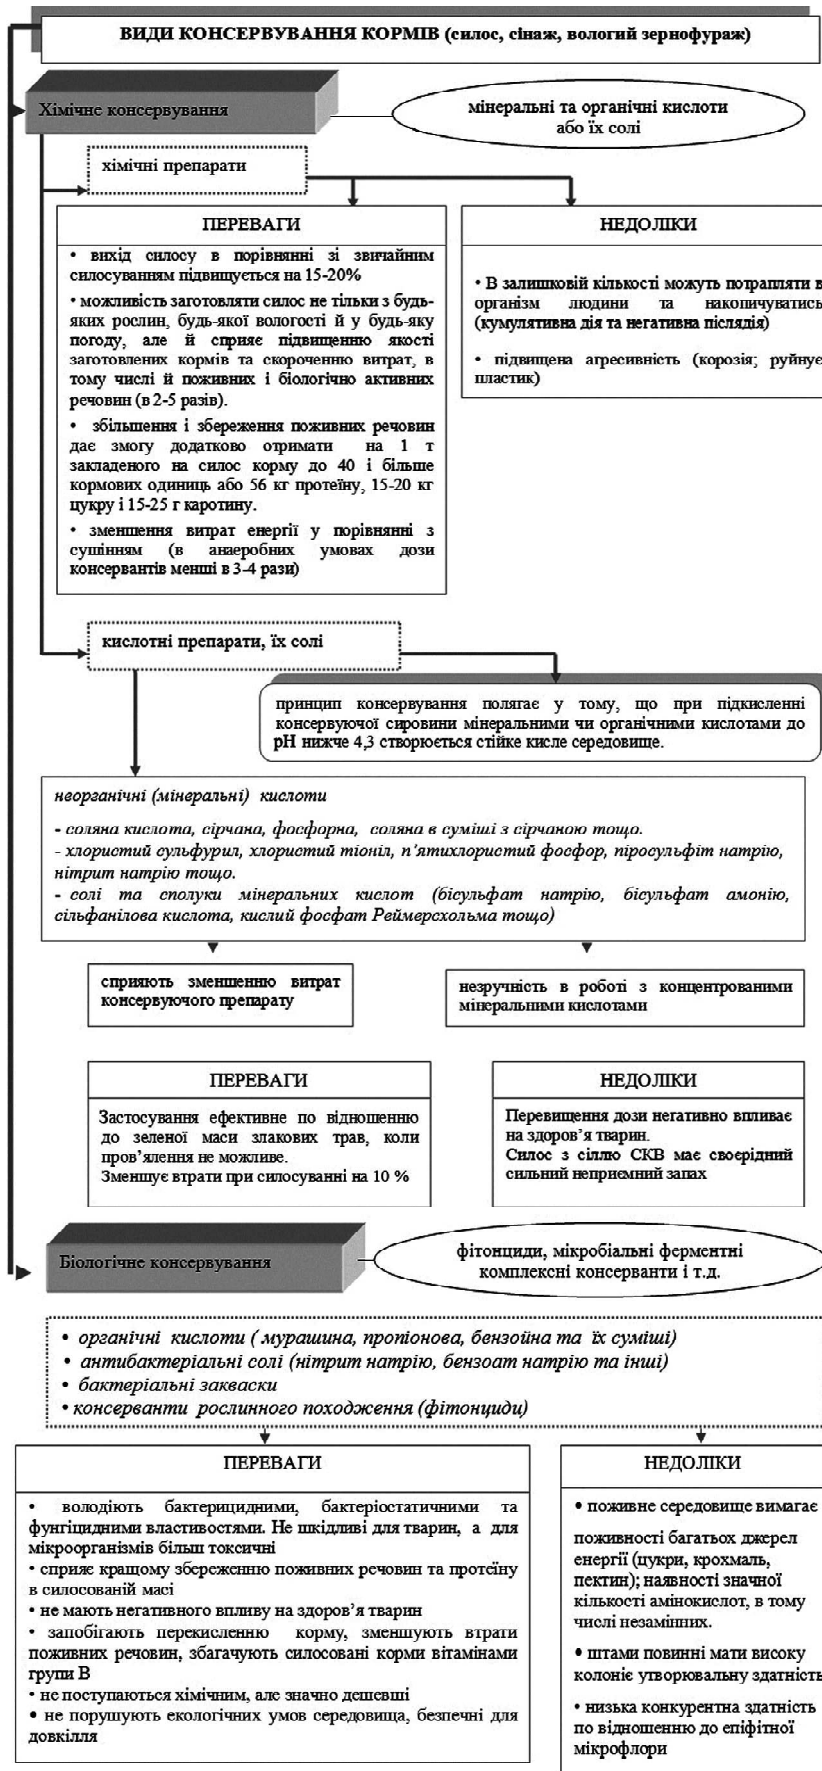 ВИДИ КОНСЕРВУВАННЯ КОРМІВ (силос, сінаж, вологий зернофураж)
Хімічне консервування
мінеральні та органічні кислоти
або їх солі
хімічні препарати
ПЕРЕВАГИ
• вихід силосу в порівнянні зі звичайним
силосуванням підвищується на 15-20%
• можливість заготовляти силос не тільки з будь-
яких рослин, будь-якої вологості й у будь-яку
погоду, але й сприяє підвищенню якості
заготовлених кормів та скороченню витрат, в
тому числі й поживних і біологічно активних
речовин (в 2-5 разів).
• збільшення і збереження поживних речовин
дає змогу додатково отримати на 1 т
закладеного на силос корму до 40 і більше
кормових одиниць або 56 кг протеїну, 15-20 кг
цукру і 15-25 г каротину.
• зменшення витрат енергії у порівнянні з
сушінням (в анаеробних умовах дози
консервантів менші в 3-4 рази)
НЕДОЛІКИ
• В залишковій кількості можуть потрапляти в
організм людини та накопичуватись
(кумулятивна дія та негативна післядія)
• підвищена агресивність (корозія; руйнує
пластик)
кислотні препарати, їх солі
принцип консервування полягає у тому, що при підкисленні
консервуючої сировини мінеральними чи органічними кислотами до
рН нижче 4,3 створюється стійке кисле середовище.
неорганічні (мінеральні) кислоти
- соляна кислота, сірчана, фосфорна, соляна в суміші з сірчаною тощо.
- хлористий сульфурил, хлористий тіоніл, п'ятихлористий фосфор, піросульфіт натрію,
нітрит натрію тощо.
- солі та сполуки мінеральних кислот (бісульфат натрію, бісульфат амонію,
сільфанілова кислота, кислий фосфат Реймерсхольма тощо)
сприяють зменшенню витрат
консервуючого препарату
незручність в роботі з концентрованими
мінеральними кислотами
ПЕРЕВАГИ
Застосування ефективне по відношенню
до зеленої маси злакових трав, коли
пров'ялення не можливе.
Зменшує втрати при силосуванні на 10 %
НЕДОЛІКИ
Перевищення дози негативно впливає
на здоров'я тварин.
Силос з сіллю СКВ має своєрідний
сильний неприємний запах
Біологічне консервування
фітонциди, мікробіальні ферментні
комплексні консерванти і т.д.
• органічні кислоти ( мурашина, пропіонова, бензойна та їх суміші)
• антибактеріальні солі (нітрит натрію, бензоат натрію та інші)
• бактеріальні закваски
• консерванти рослинного походження (фітонциди)
ПЕРЕВАГИ
• володіють бактерицидними, бактеріостатичними та
фунгіцидними властивостями. Не шкідливі для тварин, а для
мікроорганізмів більш токсичні
• сприяє кращому збереженню поживних речовин та протеїну
в силосованій масі
• не мають негативного впливу на здоров'я тварин
• запобігають перекисленню корму, зменшують втрати
поживних речовин, збагачують силосовані корми вітамінами
групи В
• не поступаються хімічним, але значно дешевші
• не порушують екологічних умов середовища, безпечні для
довкілля
НЕДОЛІКИ
• поживне середовище вимагає
поживності багатьох джерел
енергії (цукри, крохмаль,
пектин); наявності значної
кількості амінокислот, в тому
числі незамінних.
• штами повинні мати високу
колоніє утворювальну здатність
• низька конкурентна здатність
по відношенню до епіфітної
мікрофлори